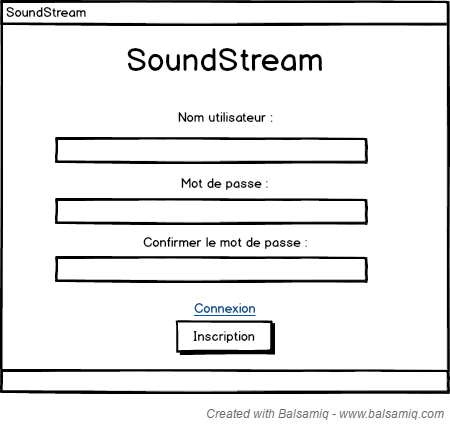 SoundStream
SoundStream
Nom utilisateur :
Mot de passe :
Confirmer le mot de passe :
Connexion
Inscription
Created with Balsamiq - www.balsamiq.com